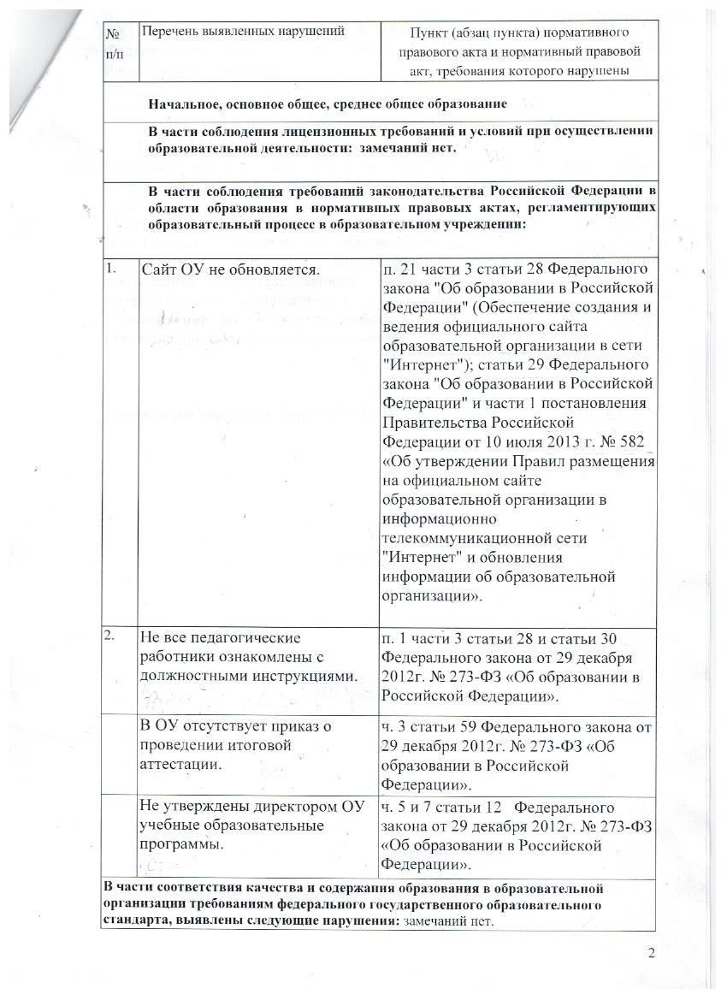 №
п/п
Перечень выявленных нарушений
Пункт (абзац пункта) нормативного
правового акта и нормативный правовой
акт, требования которого нарушены
Начальное, основное общее, среднее общее образование
В части соблюдения лицензионных требований и условий при осуществлении
образовательной деятельности: замечаний нет.
В части соблюдения требований законодательства Российской Федерации в
области образования в нормативных правовых актах, регламентирующих
образовательный процесс в образовательном учреждении:
1.
Сайт ОУ не обновляется.
п. 21 части 3 статьи 28 Федерального
закона "Об образовании в Российской
Федерации" (Обеспечение создания и
ведения официального сайта
образовательной организации в сети
"Интернет"); статьи 29 Федерального
закона "Об образовании в Российской
Федерации" и части 1 постановления
Правительства Российской
Федерации от 10 июля 2013 г. № 582
«Об утверждении Правил размещения
на официальном сайте
образовательной организации в
информационно
телекоммуникационной сети
"Интернет" и обновления
информации об образовательной
организации».
2.
Не все педагогические
работники ознакомлены с
должностными инструкциями.
п. 1 части 3 статьи 28 и статьи 30
Федерального закона от 29 декабря
2012г. № 273-ФЗ «Об образовании в
Российской Федерации».
В ОУ отсутствует приказ о
проведении итоговой
аттестации.
ч. 3 статьи 59 Федерального закона от
29 декабря 2012г. № 273-ФЗ «Об
образовании в Российской
Федерации».
Не утверждены директором ОУ
учебные образовательные
программы.
ч. 5 и 7 статьи 12 Федерального
закона от 29 декабря 2012г. № 273-ФЗ
«Об образовании в Российской
Федерации».
В части соответствия качества и содержания образования в образовательной
организации требованиям федерального государственного образовательного
стандарта, выявлены следующие нарушения: замечаний нет.
2